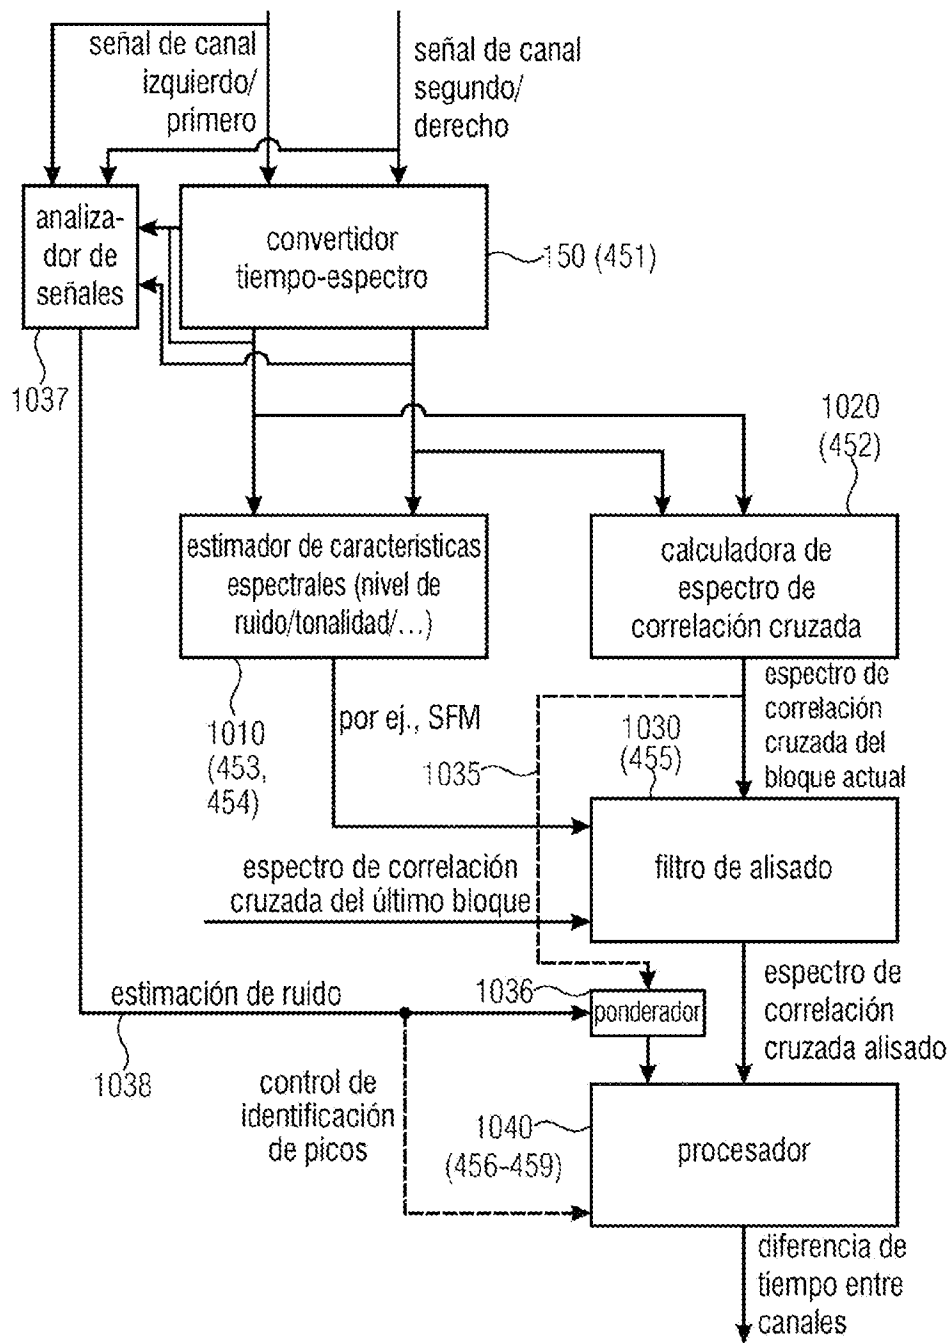 señal de canal
izquierdo/
primero
señal de canal
segundo/
derecho
analiza-
dor de
señales
convertidor
tiempo-espectro
150 (451)
1037
1020
(452)
estimador de características
espectrales (nivel de
ruido/tonalidad/...)
calculadora de
espectro de
correlación cruzada
1010
(453,
454)
por ej., SFM
1035
1030
(455)
espectro de
correlación
cruzada del
bloque actual
filtro de alisado
espectro de correlación
cruzada del último bloque
estimación de ruido
1038
1036
ponderador
espectro de
correlación
cruzada alisado
control de
identificación
de picos
1040
(456-459)
procesador
diferencia de
tiempo entre
canales